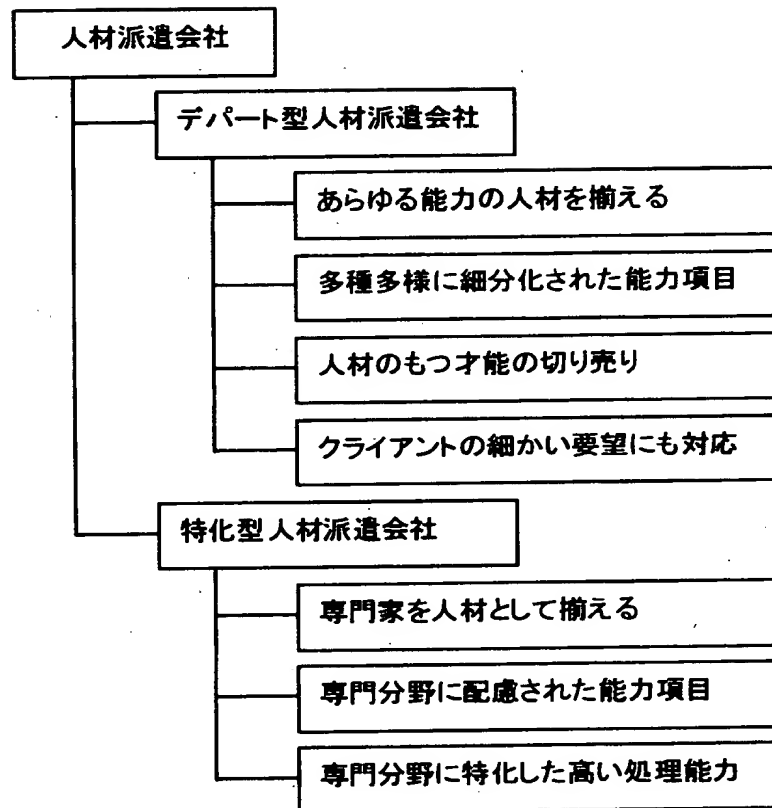 人材派遣会社
デパート型人材派遣会社
あらゆる能力の人材を揃える
多種多様に細分化された能力項目
人材のもつ才能の切り売り
クライアントの細かい要望にも対応
特化型人材派遣会社
専門家を人材として揃える
専門分野に配慮された能力項目
専門分野に特化した高い処理能力